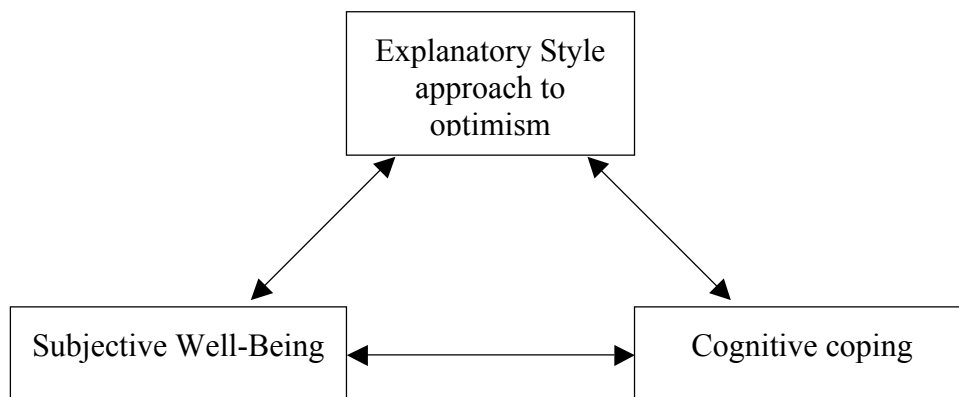 Explanatory Style
approach to
optimism
Subjective Well-Being
Cognitive coping